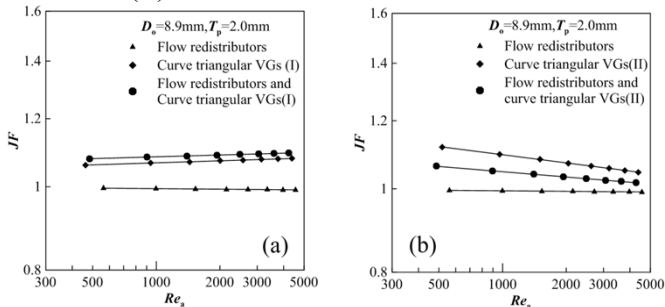 D₀=8.9mm,Tₚ=2.0mm
Flow redistributors
Curve triangular VGs (I)
Flow redistributors and
Curve triangular VGs(I)
1.6
1.4
1.2
1
0.8
JF
300
500
1000
2000
3000
5000
Reₐ
(a)
D₀=8.9mm,Tₚ=2.0mm
Flow redistributors
Curve triangular VGs(II)
Flow redistributors and
curve triangular VGs(II)
1.6
1.4
1.2
1
0.8
JF
300
500
1000
2000
3000
5000
Reₐ
(b)